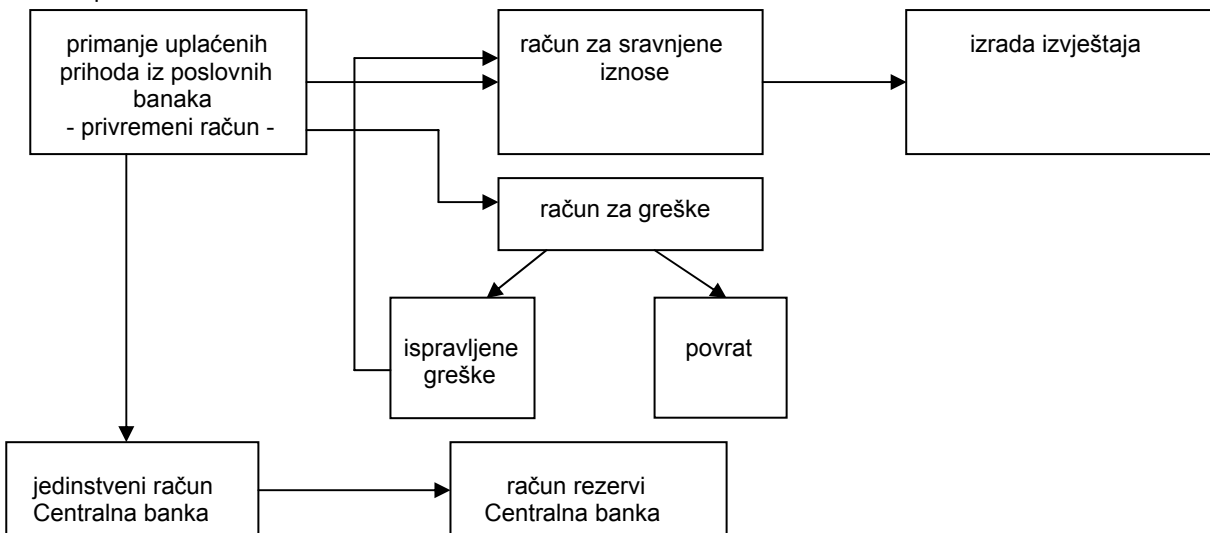 primanje uplaćenih
prihoda iz poslovnih
banaka
- privremeni račun -
račun za sravnjene
iznose
izrada izvještaja
račun za greške
ispravljene
greške
povrat
jedinstveni račun
Centralna banka
račun rezervi
Centralna banka